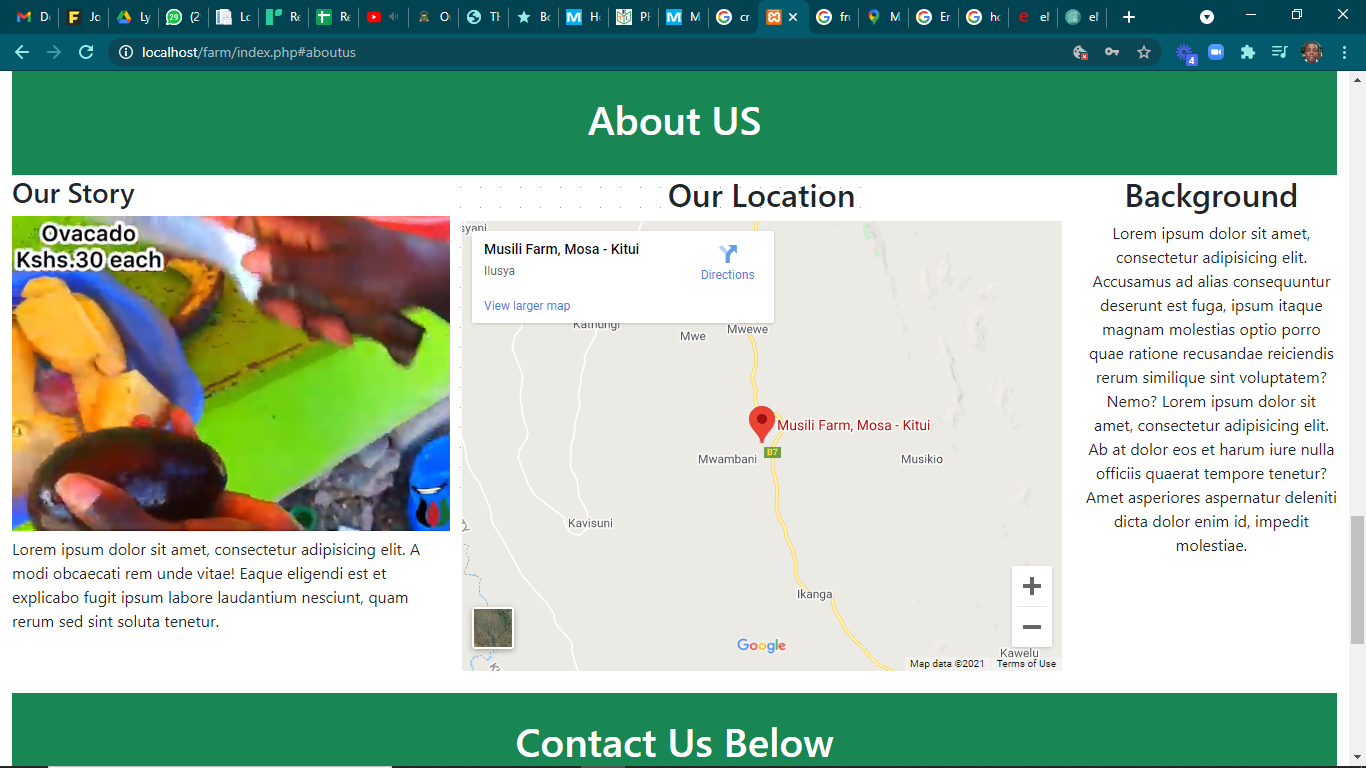 D
Jo
Ly
29
(2
Lc
Re
Re
O
Th
Bo
H
Pl
M
cr
fru
M
Er
ho
el
el
localhost/farm/index.php#aboutus
4
About US
Our Story
Ovacado
Kshs.30 each
Lorem ipsum dolor sit amet, consectetur adipisicing elit. A
modi obcaecati rem unde vitae! Eaque eligendi est et
explicabo fugit ipsum labore laudantium nesciunt, quam
rerum sed sint soluta tenetur.
Our Location
syani
Musili Farm, Mosa - Kitui
Ilusya
Directions
View larger map
Kathungi
Mwe
Mwewe
Musili Farm, Mosa - Kitui
B7
Mwambani
Musikio
Kavisuni
Ikanga
Google
Kawelu
Map data ©2021
Terms of Use
Background
Lorem ipsum dolor sit amet,
consectetur adipisicing elit.
Accusamus ad alias consequuntur
deserunt est fuga, ipsum itaque
magnam molestias optio porro
quae ratione recusandae reiciendis
rerum similique sint voluptatem?
Nemo? Lorem ipsum dolor sit
amet, consectetur adipisicing elit.
Ab at dolor eos et harum iure nulla
officiis quaerat tempore tenetur?
Amet asperiores aspernatur deleniti
dicta dolor enim id, impedit
molestiae.
Contact Us Below